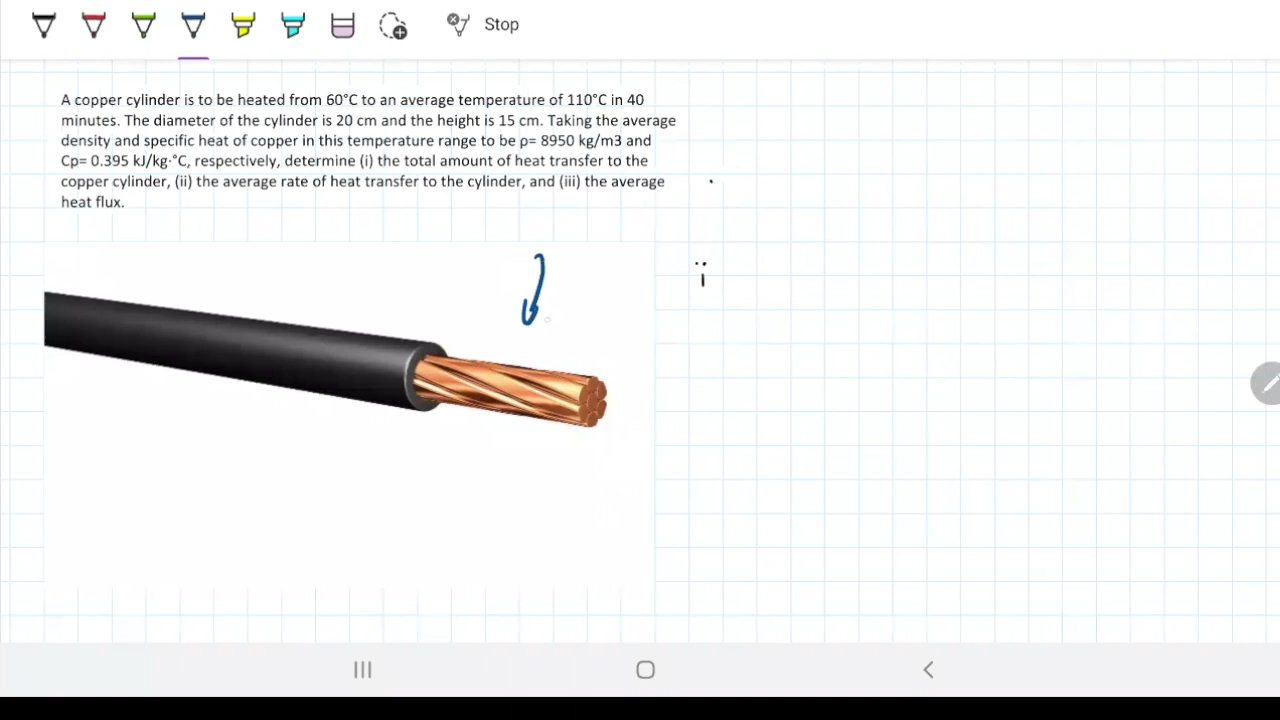 Stop
A copper cylinder is to be heated from 60°C to an average temperature of 110°C in 40
minutes. The diameter of the cylinder is 20 cm and the height is 15 cm. Taking the average
density and specific heat of copper in this temperature range to be ρ= 8950 kg/m3 and
Cp= 0.395 kJ/kg·°C, respectively, determine (i) the total amount of heat transfer to the
copper cylinder, (ii) the average rate of heat transfer to the cylinder, and (iii) the average
heat flux.